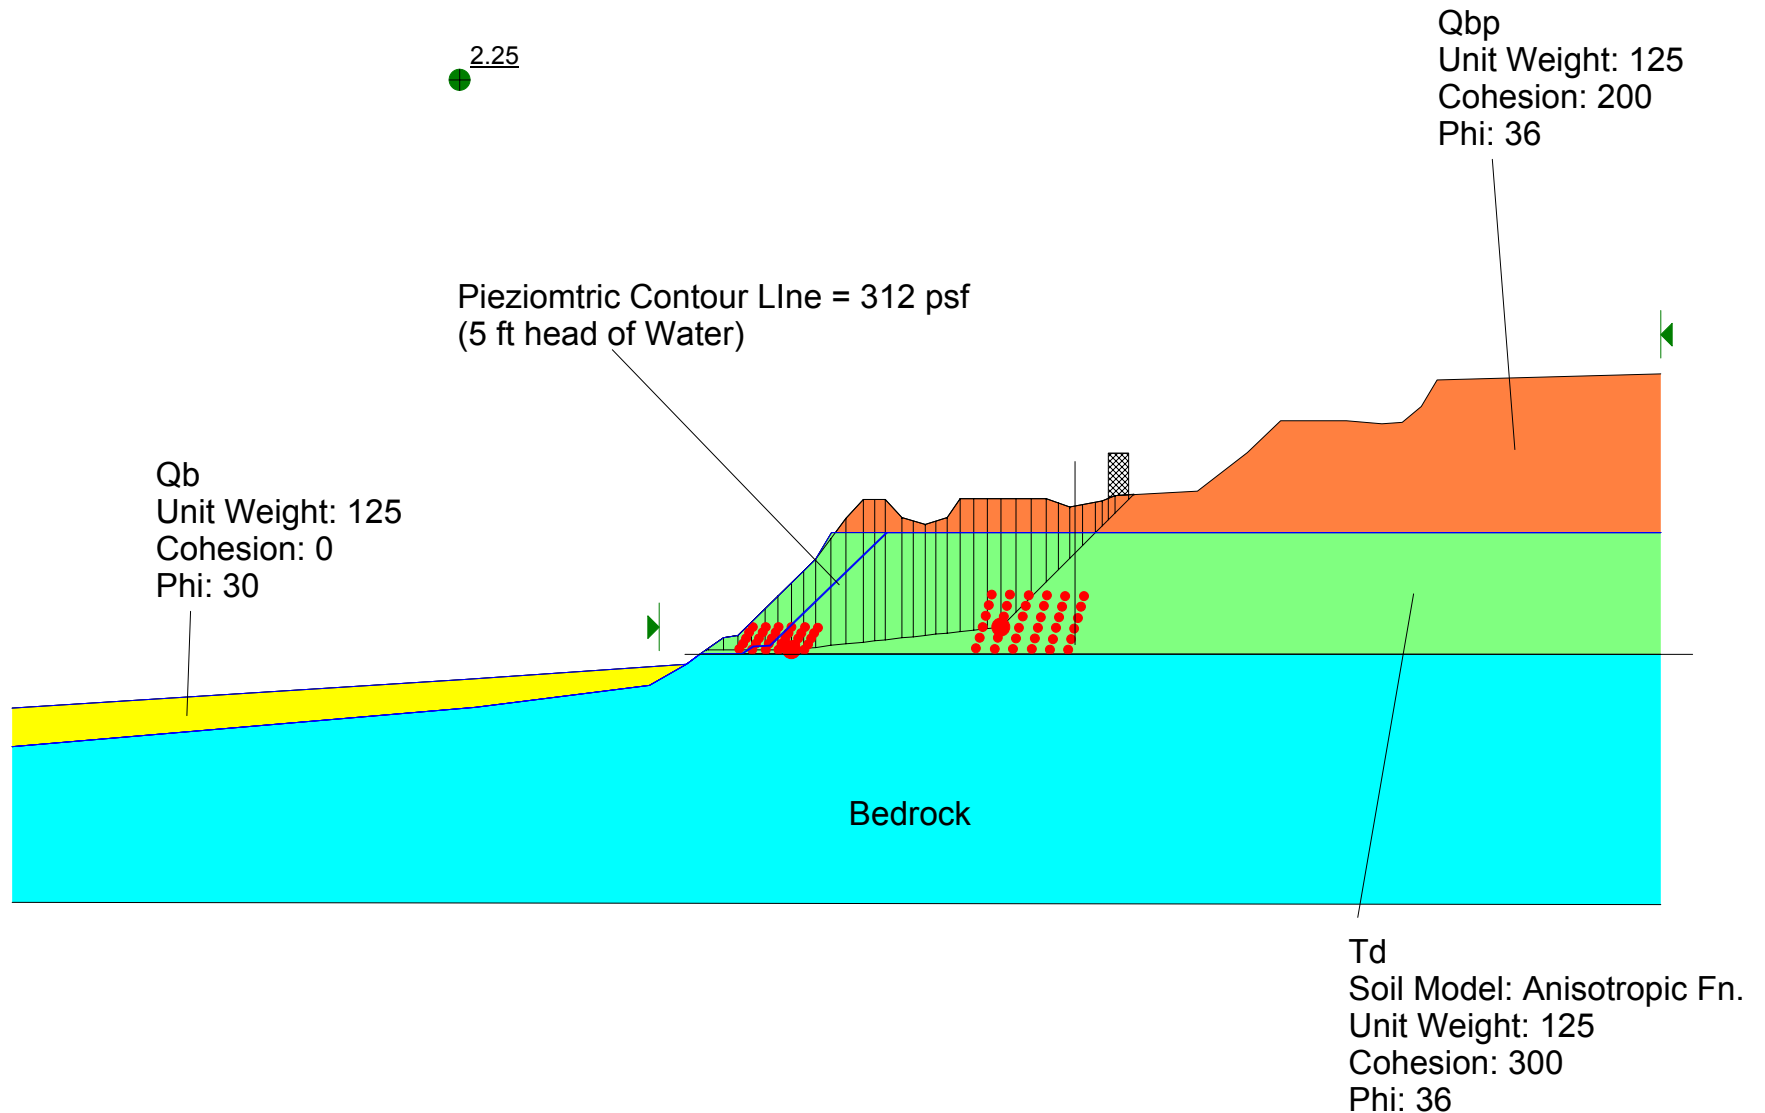 2.25
Qbp
Unit Weight: 125
Cohesion: 200
Phi: 36
Pieziomtric Contour LIne = 312 psf
(5 ft head of Water)
Qb
Unit Weight: 125
Cohesion: 0
Phi: 30
Bedrock
Td
Soil Model: Anisotropic Fn.
Unit Weight: 125
Cohesion: 300
Phi: 36